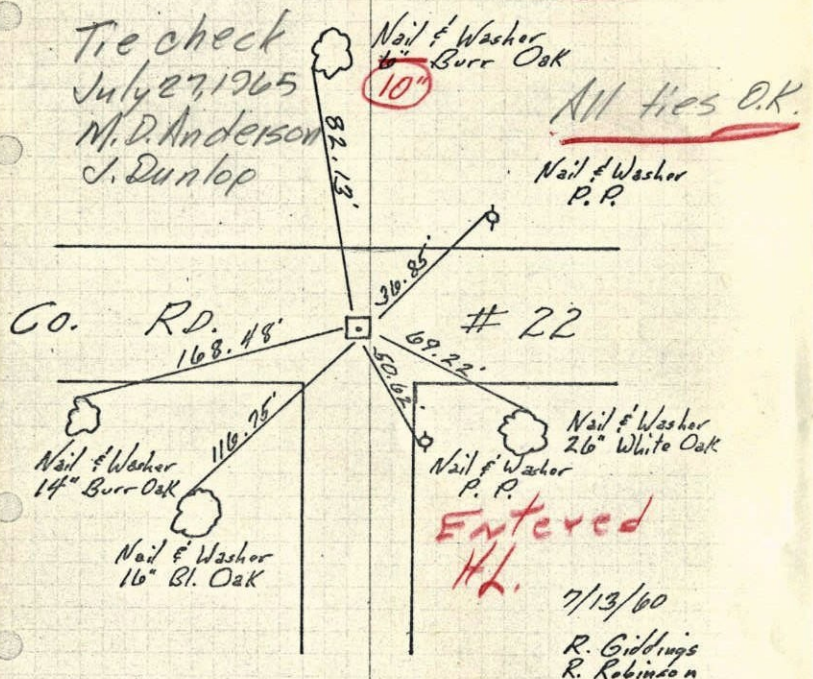 Tie check
July 27, 1965
M.D. Anderson
J. Dunlop
Nail & Washer
6" Burr Oak
10"
All ties O.K.
82.13'
Nail & Washer
P. P.
36.85'
Co. RD. # 22
168.48'
69.22'
50.62'
116.75'
Nail & Washer
14" Burr Oak
Nail & Washer
26" White Oak
Nail & Washer
P. P.
Nail & Washer
16" Bl. Oak
Entered
HL.
7/13/60
R. Giddings
R. Robinson